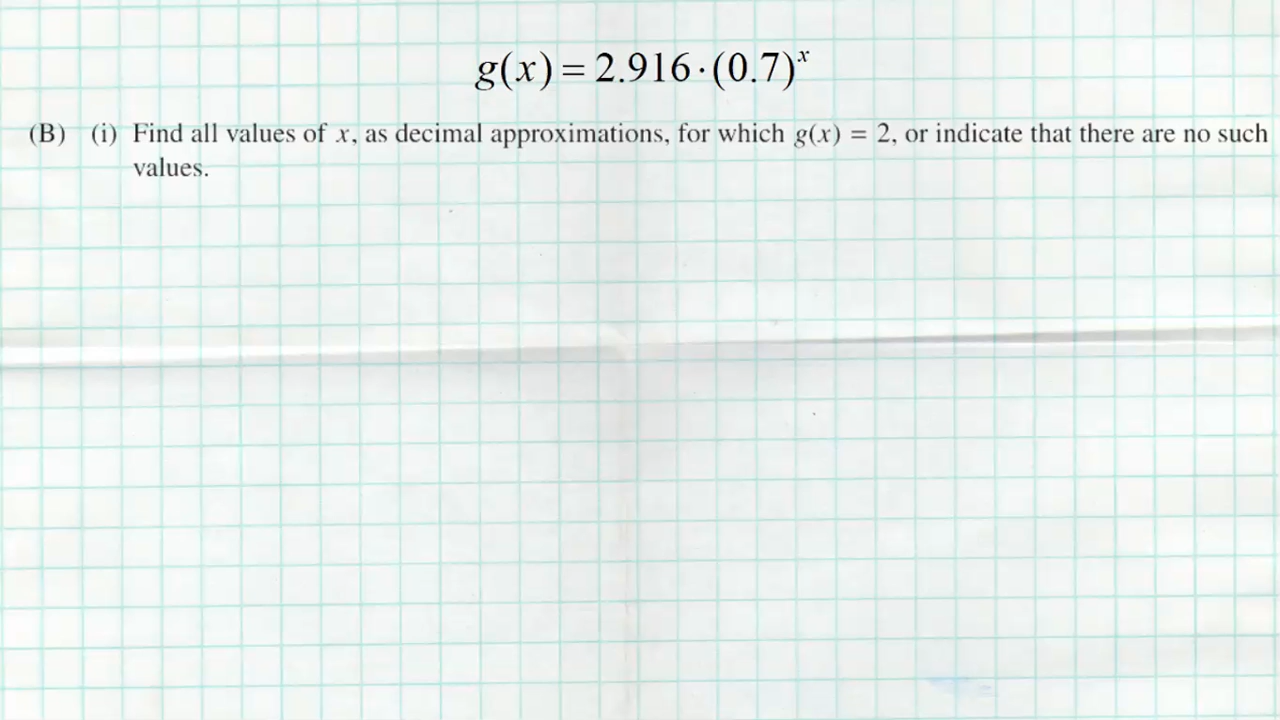 g(x) = 2.916 · (0.7)^x
(B) (i) Find all values of x, as decimal approximations, for which g(x) = 2, or indicate that there are no such
values.